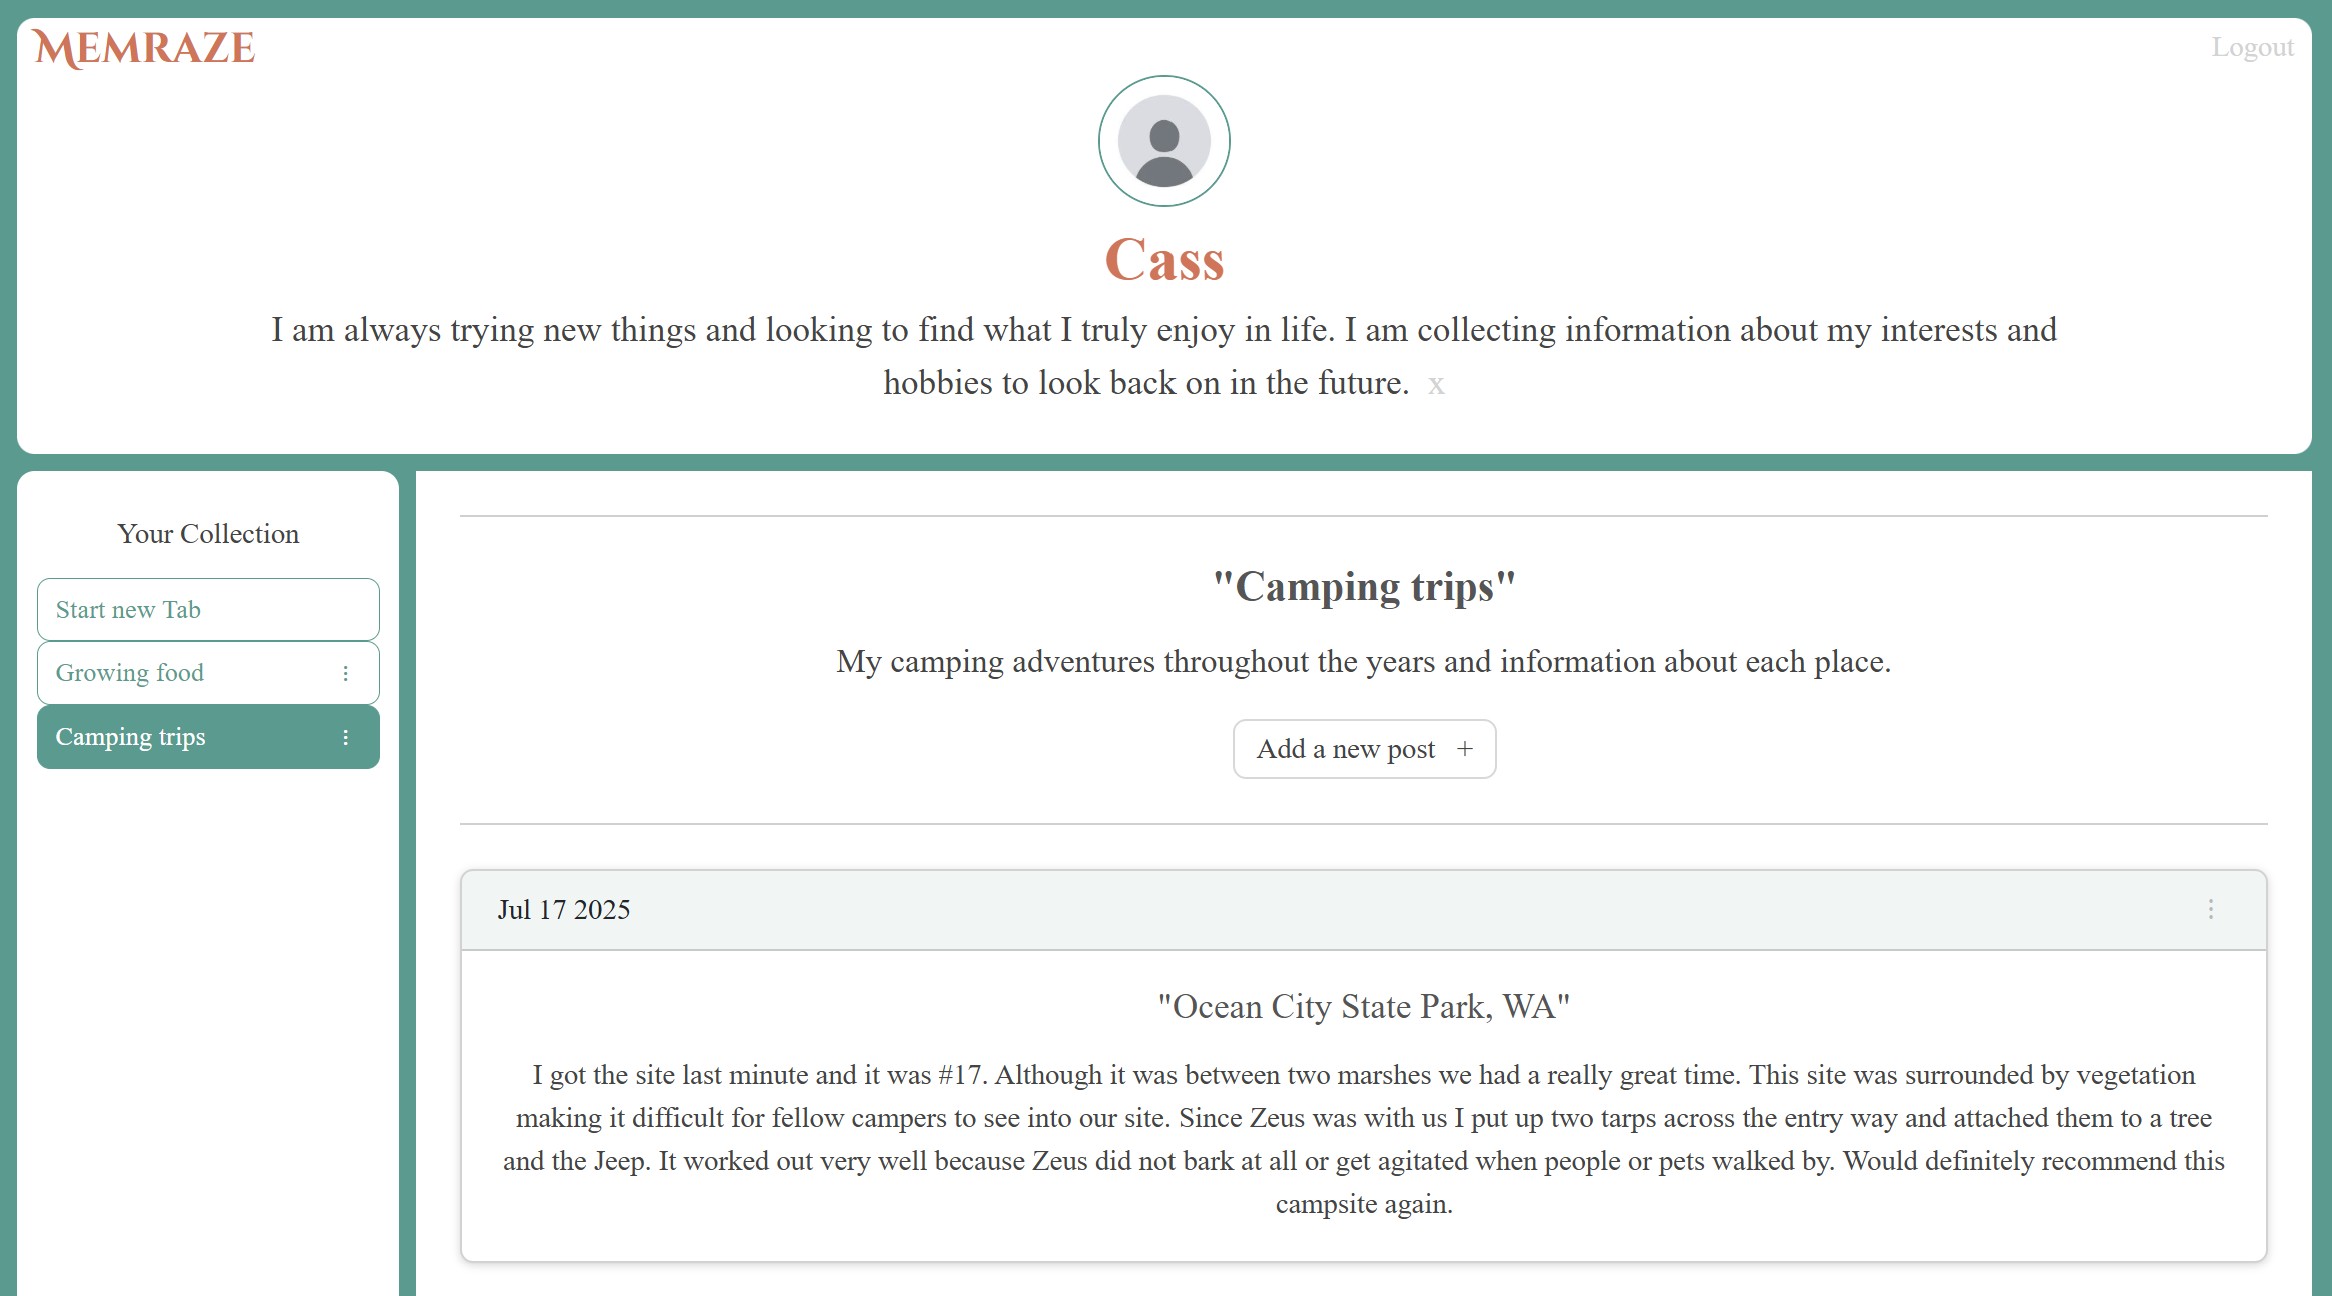 MEMRAZE
Logout
Cass
I am always trying new things and looking to find what I truly enjoy in life. I am collecting information about my interests and
hobbies to look back on in the future. x
Your Collection
Start new Tab
Growing food
Camping trips
"Camping trips"
My camping adventures throughout the years and information about each place.
Add a new post +
Jul 17 2025
"Ocean City State Park, WA"
I got the site last minute and it was #17. Although it was between two marshes we had a really great time. This site was surrounded by vegetation
making it difficult for fellow campers to see into our site. Since Zeus was with us I put up two tarps across the entry way and attached them to a tree
and the Jeep. It worked out very well because Zeus did not bark at all or get agitated when people or pets walked by. Would definitely recommend this
campsite again.